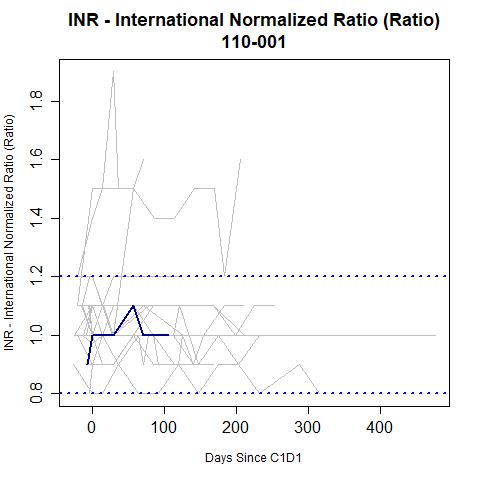 INR - International Normalized Ratio (Ratio)
110-001
INR - International Normalized Ratio (Ratio)
1.8
1.6
1.4
1.2
1.0
0.8
0 100 200 300 400
Days Since C1D1